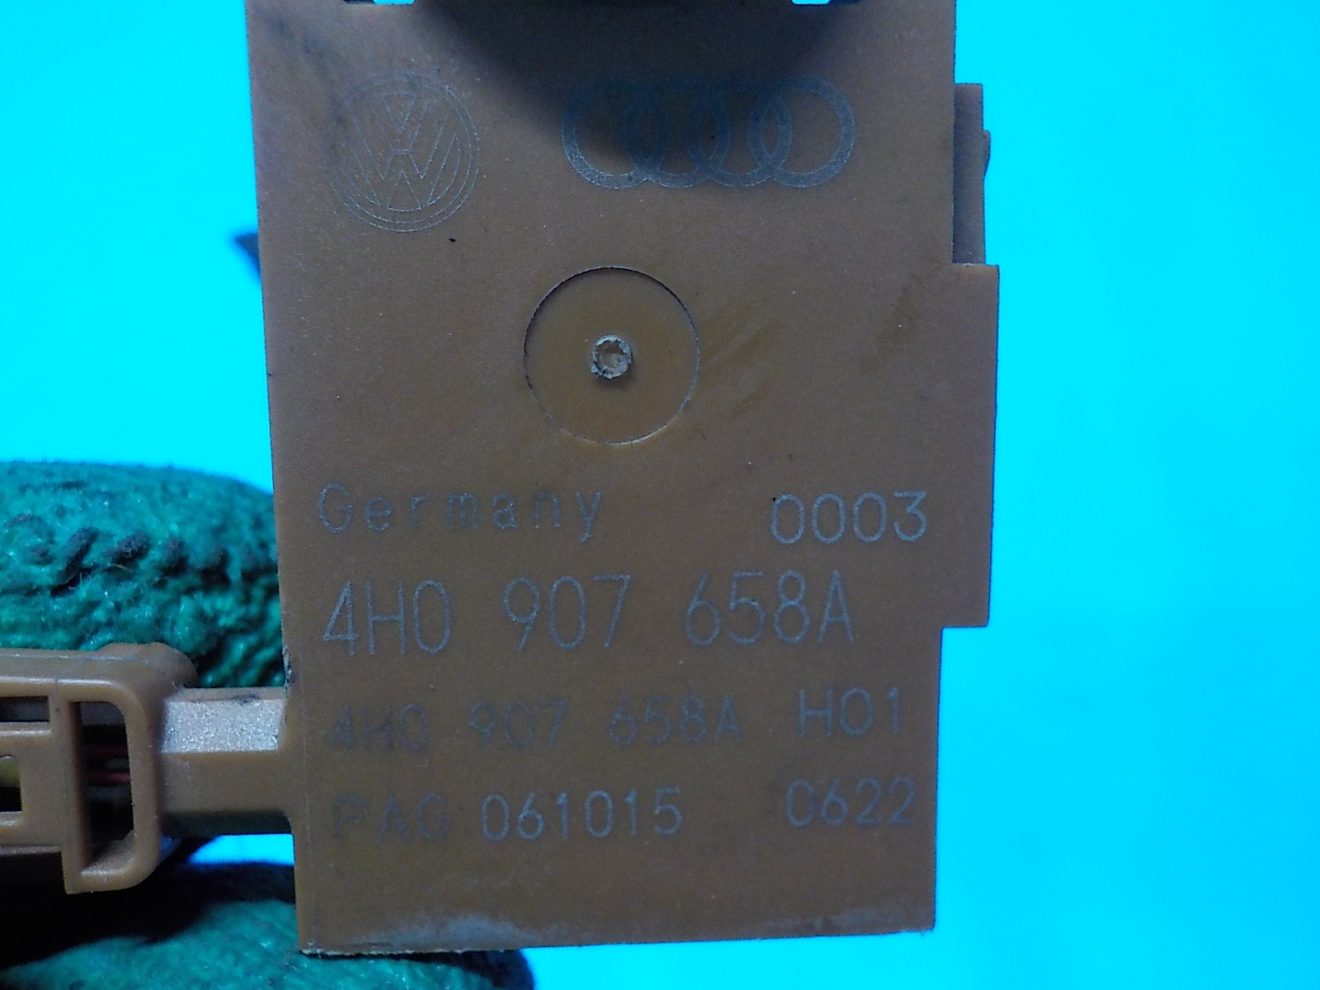 Germany 0003
4H0 907 658A
4H0 907 658A H01
PAG 061015 0622